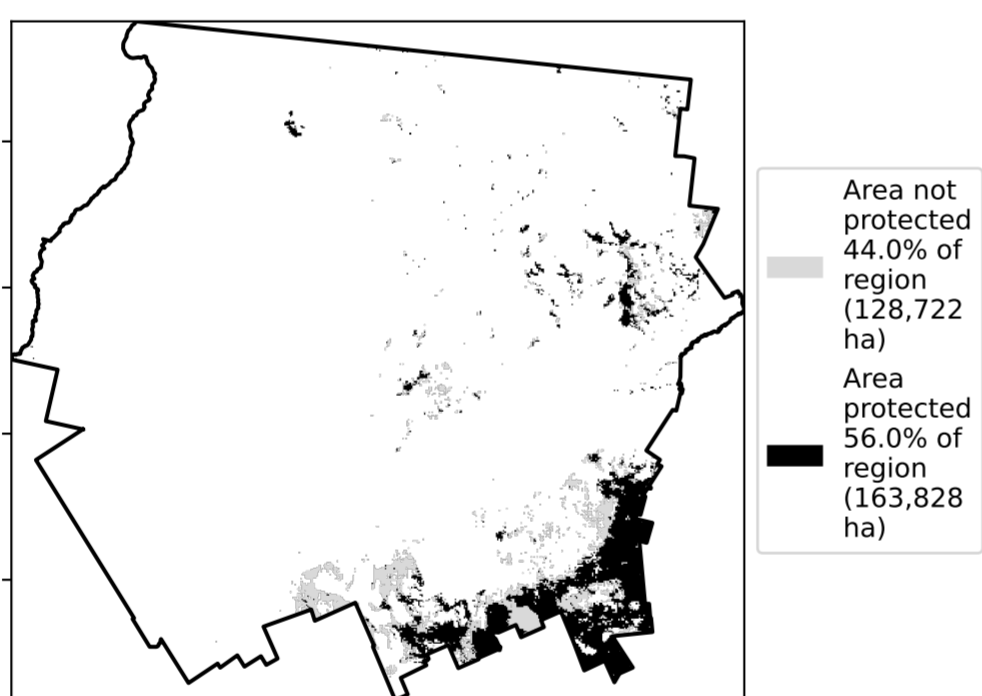 Area not
protected
44.0% of
region
(128,722
ha)
Area
protected
56.0% of
region
(163,828
ha)